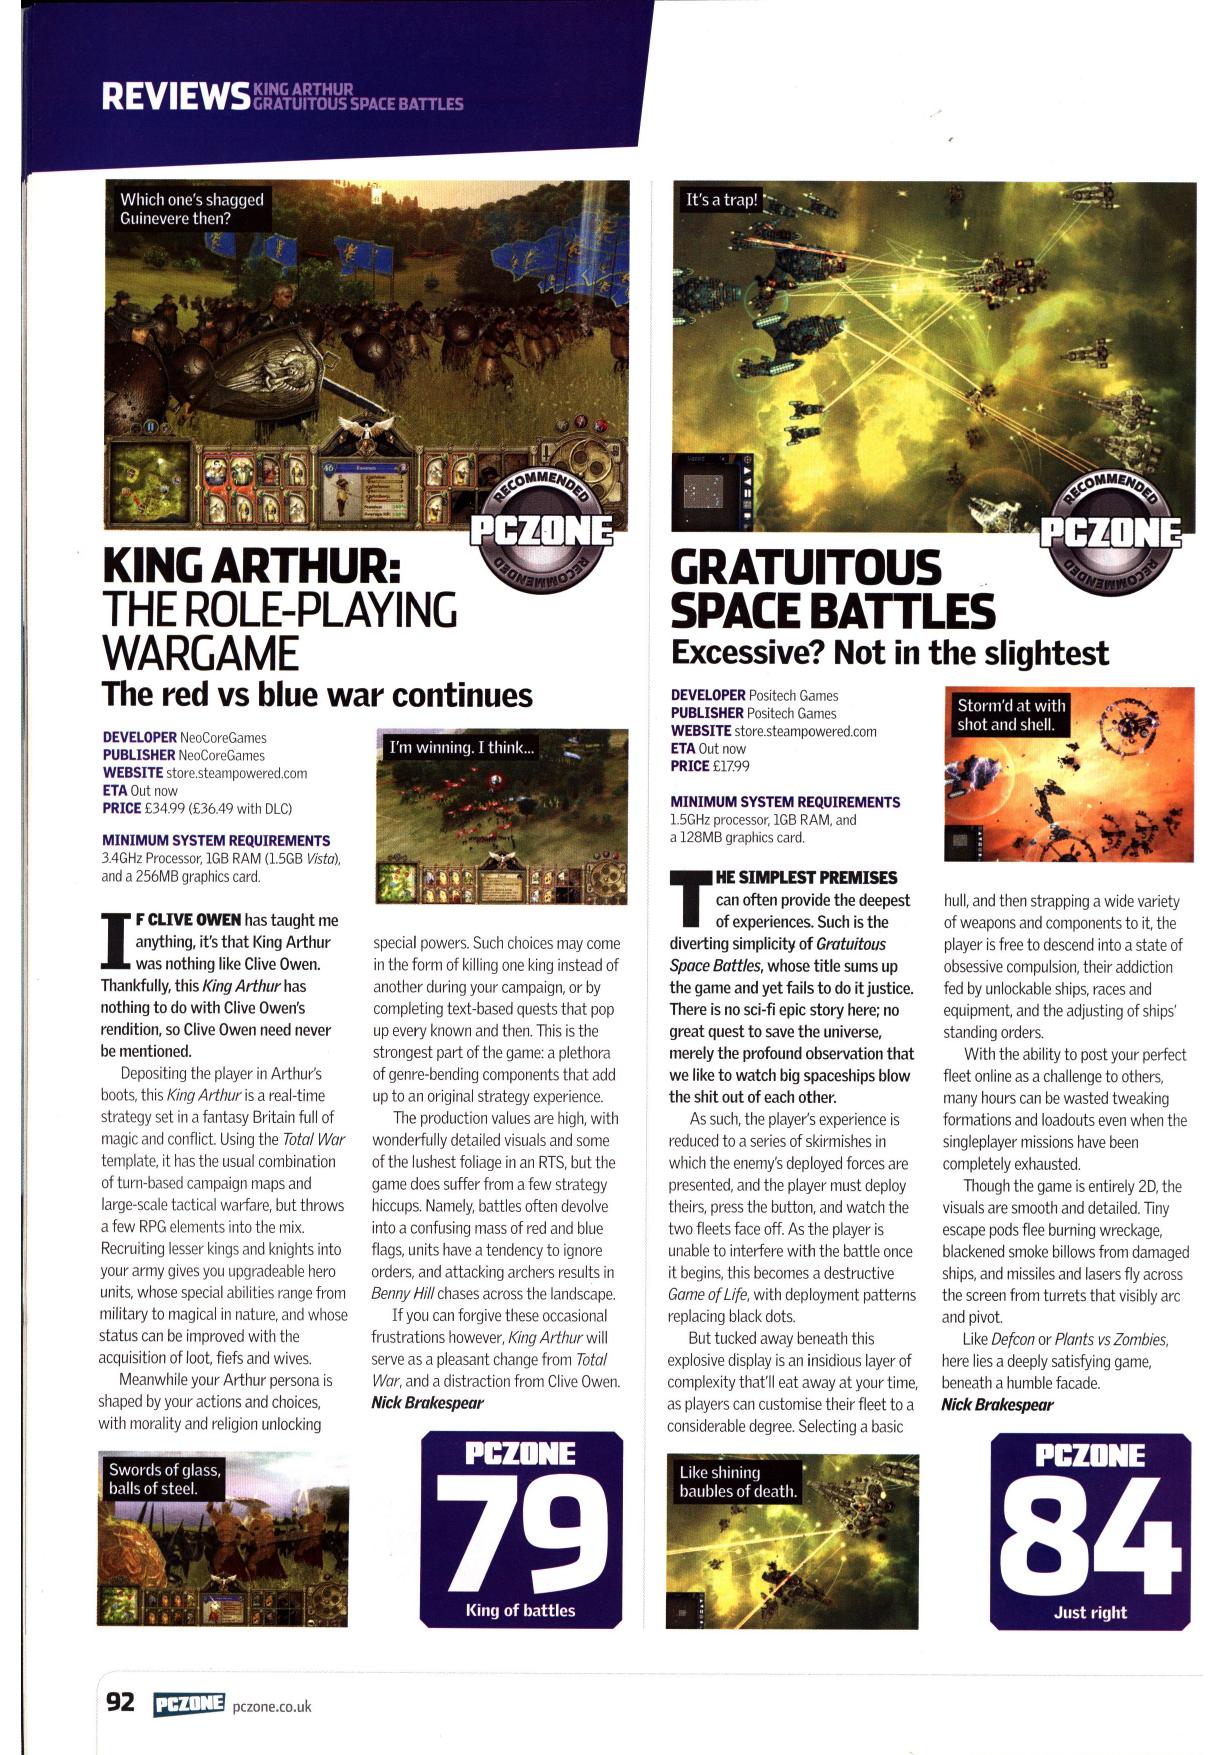 REVIEWS KING ARTHUR
GRATUITOUS SPACE BATTLES
Which one's shagged
Guinevere then?
RECOMMENDED
PCZONE
RECOMMENDED
KING ARTHUR:
THE ROLE-PLAYING
WARGAME
The red vs blue war continues
DEVELOPER NeoCoreGames
PUBLISHER NeoCoreGames
WEBSITE store.steampowered.com
ETA Out now
PRICE £34.99 (£36.49 with DLC)
MINIMUM SYSTEM REQUIREMENTS
3.4GHz Processor, 1GB RAM (1.5GB Vista),
and a 256MB graphics card.
I'm winning. I think...
IF CLIVE OWEN has taught me
anything, it's that King Arthur
was nothing like Clive Owen.
Thankfully, this King Arthur has
nothing to do with Clive Owen's
rendition, so Clive Owen need never
be mentioned.
Depositing the player in Arthur's
boots, this King Arthur is a real-time
strategy set in a fantasy Britain full of
magic and conflict. Using the Total War
template, it has the usual combination
of turn-based campaign maps and
large-scale tactical warfare, but throws
a few RPG elements into the mix.
Recruiting lesser kings and knights into
your army gives you upgradeable hero
units, whose special abilities range from
military to magical in nature, and whose
status can be improved with the
acquisition of loot, fiefs and wives.
Meanwhile your Arthur persona is
shaped by your actions and choices,
with morality and religion unlocking
special powers. Such choices may come
in the form of killing one king instead of
another during your campaign, or by
completing text-based quests that pop
up every known and then. This is the
strongest part of the game: a plethora
of genre-bending components that add
up to an original strategy experience.
The production values are high, with
wonderfully detailed visuals and some
of the lushest foliage in an RTS, but the
game does suffer from a few strategy
hiccups. Namely, battles often devolve
into a confusing mass of red and blue
flags, units have a tendency to ignore
orders, and attacking archers results in
Benny Hill chases across the landscape.
If you can forgive these occasional
frustrations however, King Arthur will
serve as a pleasant change from Total
War, and a distraction from Clive Owen.
Nick Brakespear
Swords of glass,
balls of steel.
PCZONE
79
King of battles
It's a trap!
RECOMMENDED
PCZONE
RECOMMENDED
GRATUITOUS
SPACE BATTLES
Excessive? Not in the slightest
DEVELOPER Positech Games
PUBLISHER Positech Games
WEBSITE store.steampowered.com
ETA Out now
PRICE £17.99
MINIMUM SYSTEM REQUIREMENTS
1.5GHz processor, 1GB RAM, and
a 128MB graphics card.
Storm'd at with
shot and shell.
THE SIMPLEST PREMISES
can often provide the deepest
of experiences. Such is the
diverting simplicity of Gratuitous
Space Battles, whose title sums up
the game and yet fails to do it justice.
There is no sci-fi epic story here; no
great quest to save the universe,
merely the profound observation that
we like to watch big spaceships blow
the shit out of each other.
As such, the player's experience is
reduced to a series of skirmishes in
which the enemy's deployed forces are
presented, and the player must deploy
theirs, press the button, and watch the
two fleets face off. As the player is
unable to interfere with the battle once
it begins, this becomes a destructive
Game of Life, with deployment patterns
replacing black dots.
But tucked away beneath this
explosive display is an insidious layer of
complexity that'll eat away at your time,
as players can customise their fleet to a
considerable degree. Selecting a basic
hull, and then strapping a wide variety
of weapons and components to it, the
player is free to descend into a state of
obsessive compulsion, their addiction
fed by unlockable ships, races and
equipment, and the adjusting of ships'
standing orders.
With the ability to post your perfect
fleet online as a challenge to others,
many hours can be wasted tweaking
formations and loadouts even when the
singleplayer missions have been
completely exhausted.
Though the game is entirely 2D, the
visuals are smooth and detailed. Tiny
escape pods flee burning wreckage,
blackened smoke billows from damaged
ships, and missiles and lasers fly across
the screen from turrets that visibly arc
and pivot.
Like Defcon or Plants vs Zombies,
here lies a deeply satisfying game,
beneath a humble facade.
Nick Brakespear
Like shining
baubles of death.
PCZONE
84
Just right
92 PCZONE pczone.co.uk